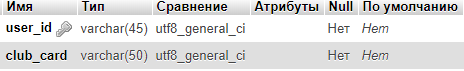 Имя Тип Сравнение Атрибуты Null По умолчанию
user_id varchar(45) utf8_general_ci Нет Нет
club_card varchar(50) utf8_general_ci Нет Нет